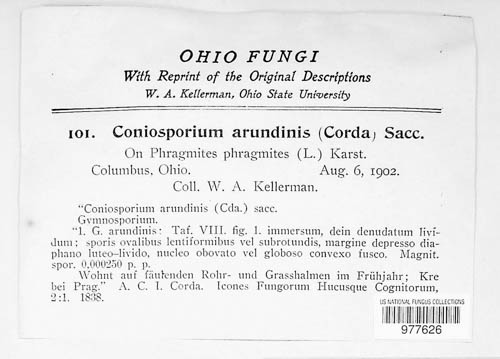 OHIO FUNGI
With Reprint of the Original Descriptions
W. A. Kellerman, Ohio State University
101. Coniosporium arundinis (Corda) Sacc.
On Phragmites phragmites (L.) Karst.
Columbus, Ohio. Aug. 6, 1902.
Coll. W. A. Kellerman.
"Coniosporium arundinis (Cda.) sacc.
Gymnosporium.
"1. G. arundinis: Taf. VIII. fig. 1. immersum, dein denudatum livi-
dum; sporis ovalibus lentiformibus vel subrotundis, margine depresso dia-
phano luteo-livido, nucleo obovato vel globoso convexo fusco. Magnit.
spor. 0,000250 p. p.
Wohnt auf faulenden Rohr- und Grasshalmen im Frühjahr; Kre
bei Prag." A. C. I. Corda. Icones Fungorum Hucusque Cognitorum,
2:1. 1838.
US NATIONAL FUNGUS COLLECTIONS
977626